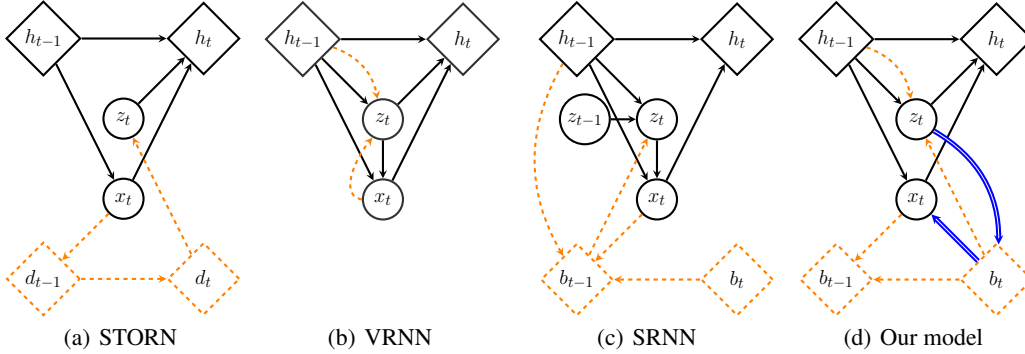 h_{t-1} h_t h_{t-1} h_t h_{t-1} h_t h_{t-1} h_t
z_t z_t z_{t-1} z_t z_t
x_t x_t x_t x_t
d_{t-1} d_t b_{t-1} b_t b_{t-1} b_t
(a) STORN (b) VRNN (c) SRNN (d) Our model